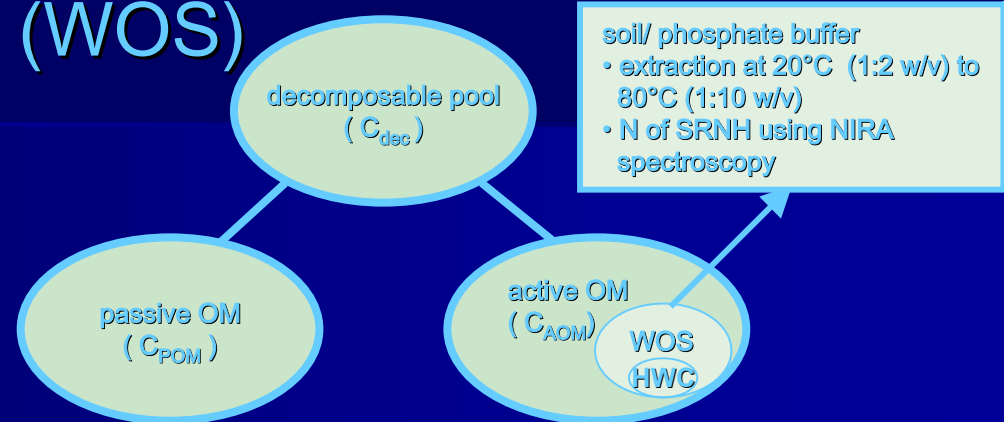 (WOS)
decomposable pool
( Cdec )
soil/ phosphate buffer
• extraction at 20°C (1:2 w/v) to
80°C (1:10 w/v)
• N of SRNH using NIRA
spectroscopy
passive OM
( CPOM )
active OM
( CAOM)
WOS
HWC